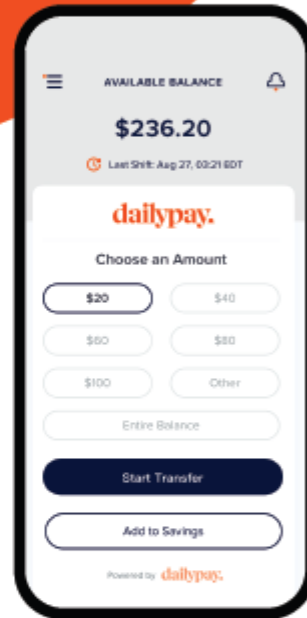 AVAILABLE BALANCE
$236.20
Last Shift: Aug 27, 03:21 EDT
dailypay.
Choose an Amount
$20 $40
$60 $80
$100 Other
Entire Balance
Start Transfer
Add to Savings
Powered by dailypay.